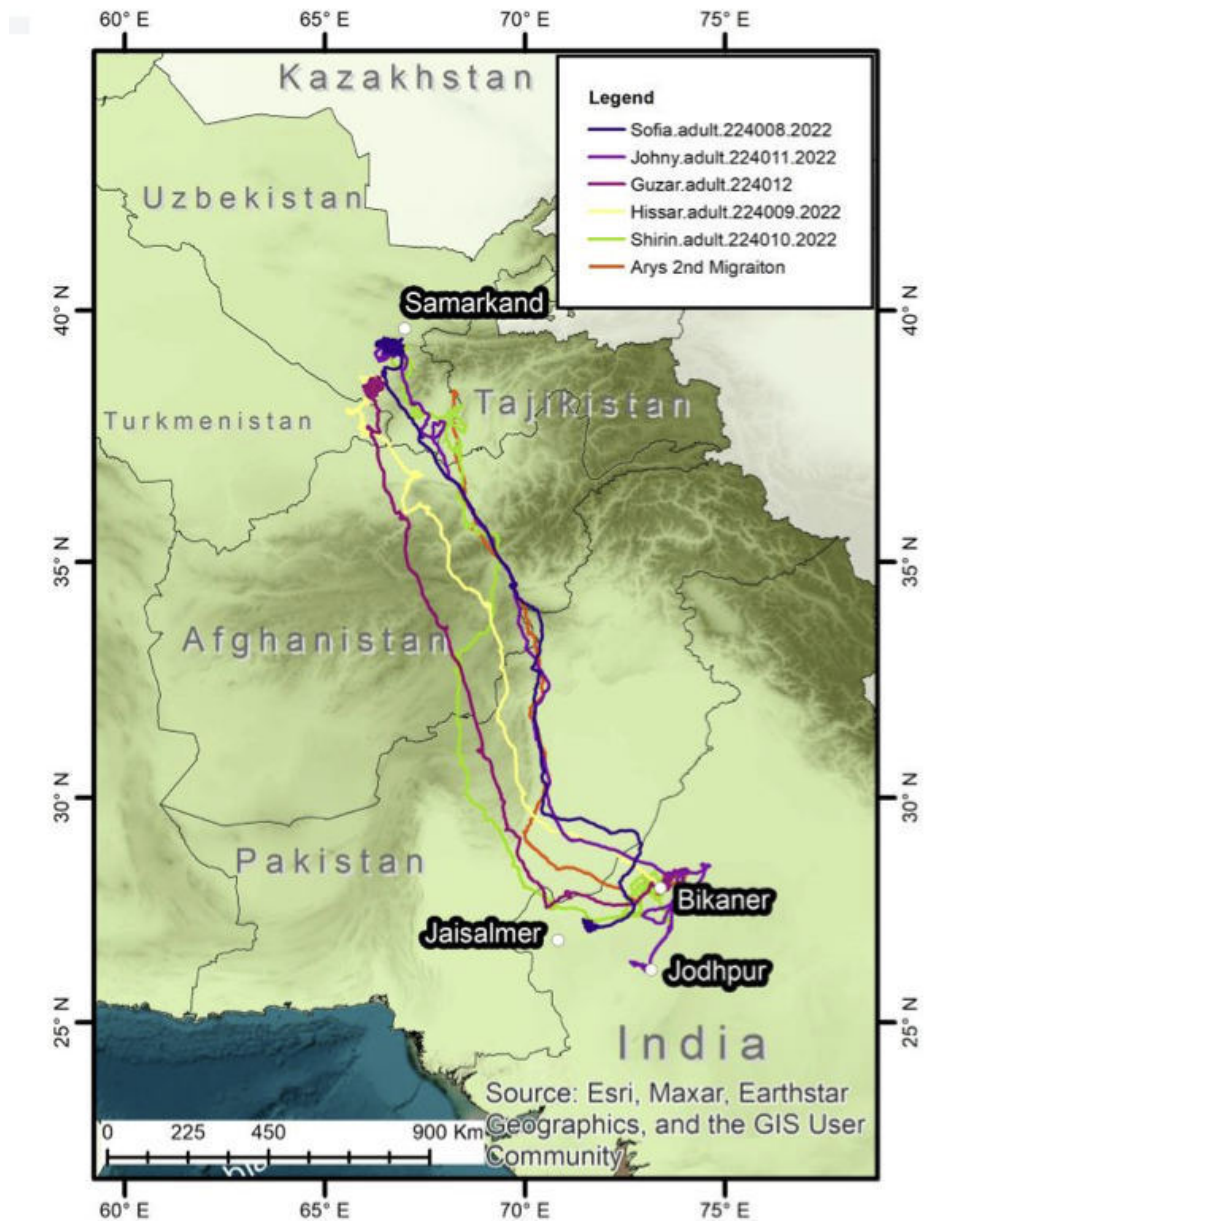 60° E 65° E 70° E 75° E
Kazakhstan
Legend
Sofia.adult.224008.2022
Johny.adult.224011.2022
Guzar.adult.224012
Hissar.adult.224009.2022
Shirin.adult.224010.2022
Arys 2nd Migraiton
Uzbekistan
40° N 40° N
Samarkand
Tajikistan
Turkmenistan
35° N 35° N
Afghanistan
30° N 30° N
Pakistan
Bikaner
Jaisalmer
Jodhpur
25° N 25° N
India
Source: Esri, Maxar, Earthstar
Geographics, and the GIS User
Community
0 225 450 900 Km
60° E 65° E 70° E 75° E